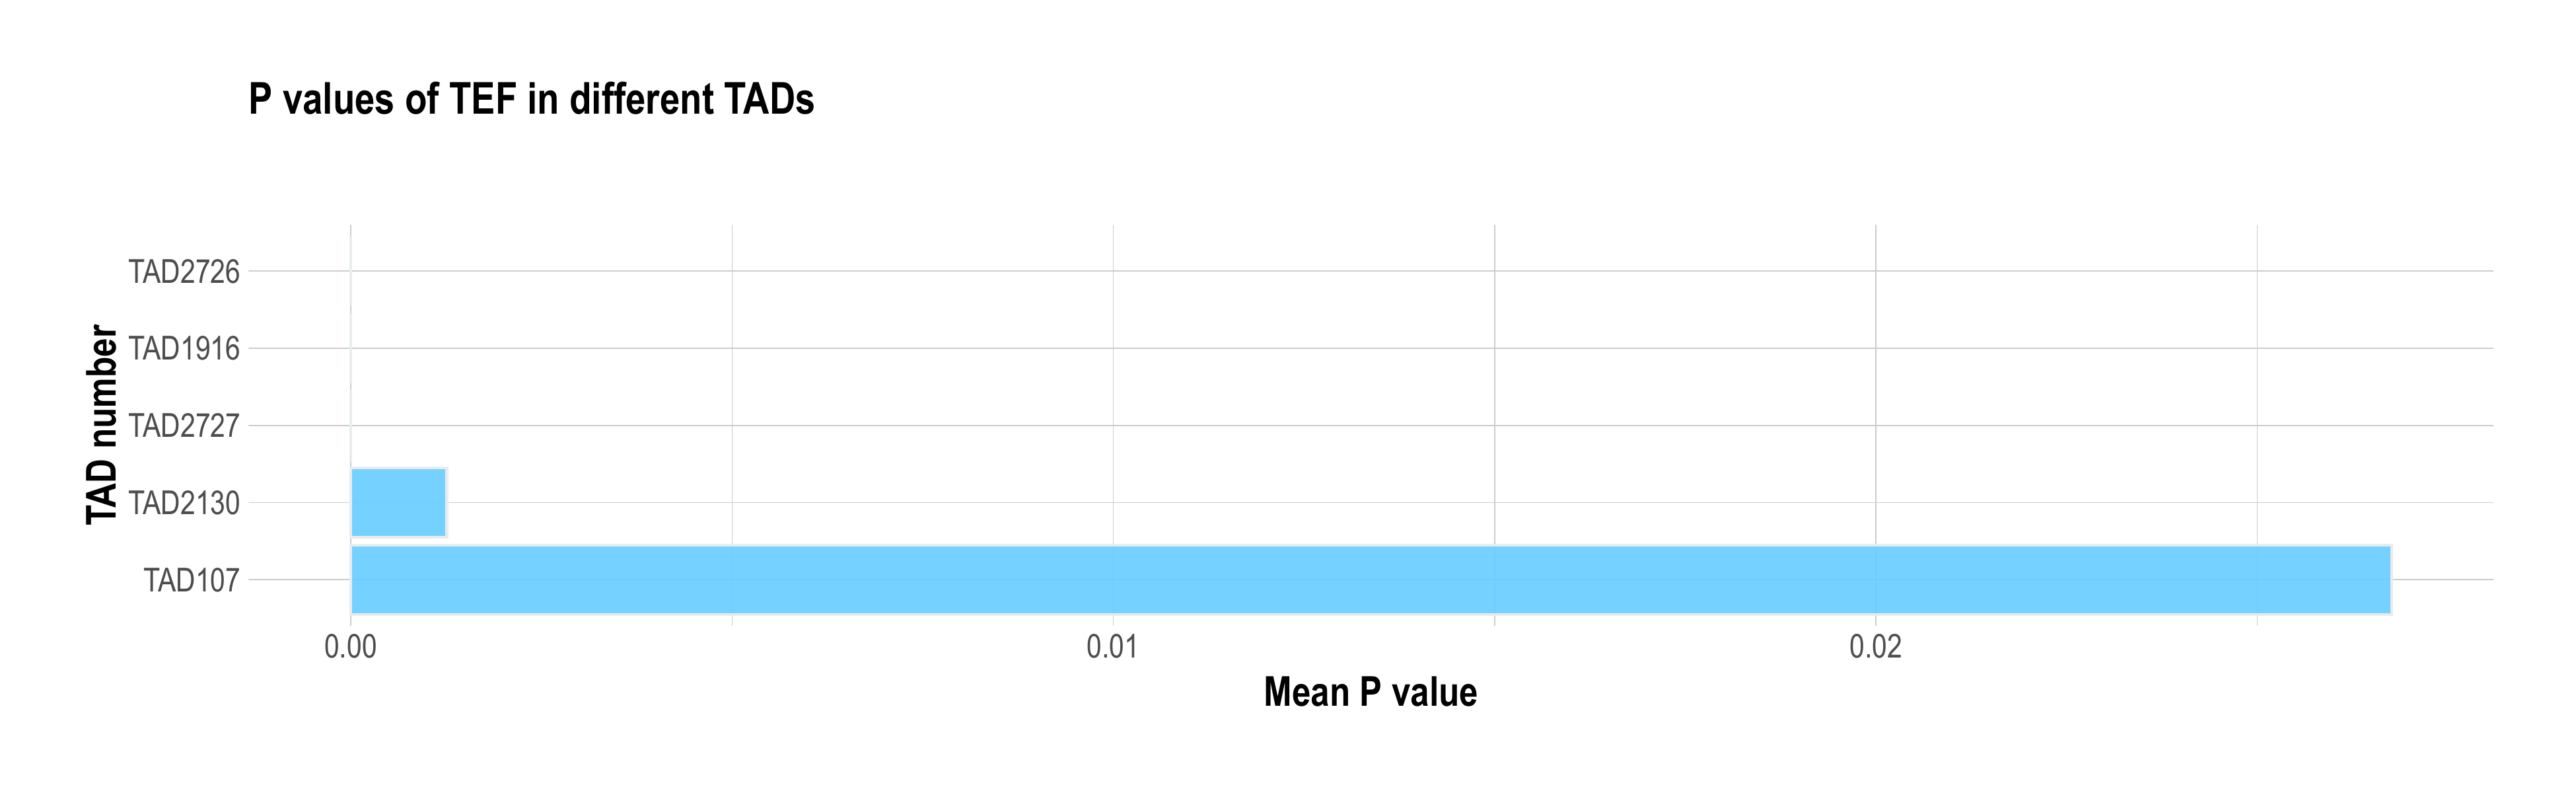 P values of TEF in different TADs
TAD number
TAD2726
TAD1916
TAD2727
TAD2130
TAD107
0.00
0.01
0.02
Mean P value